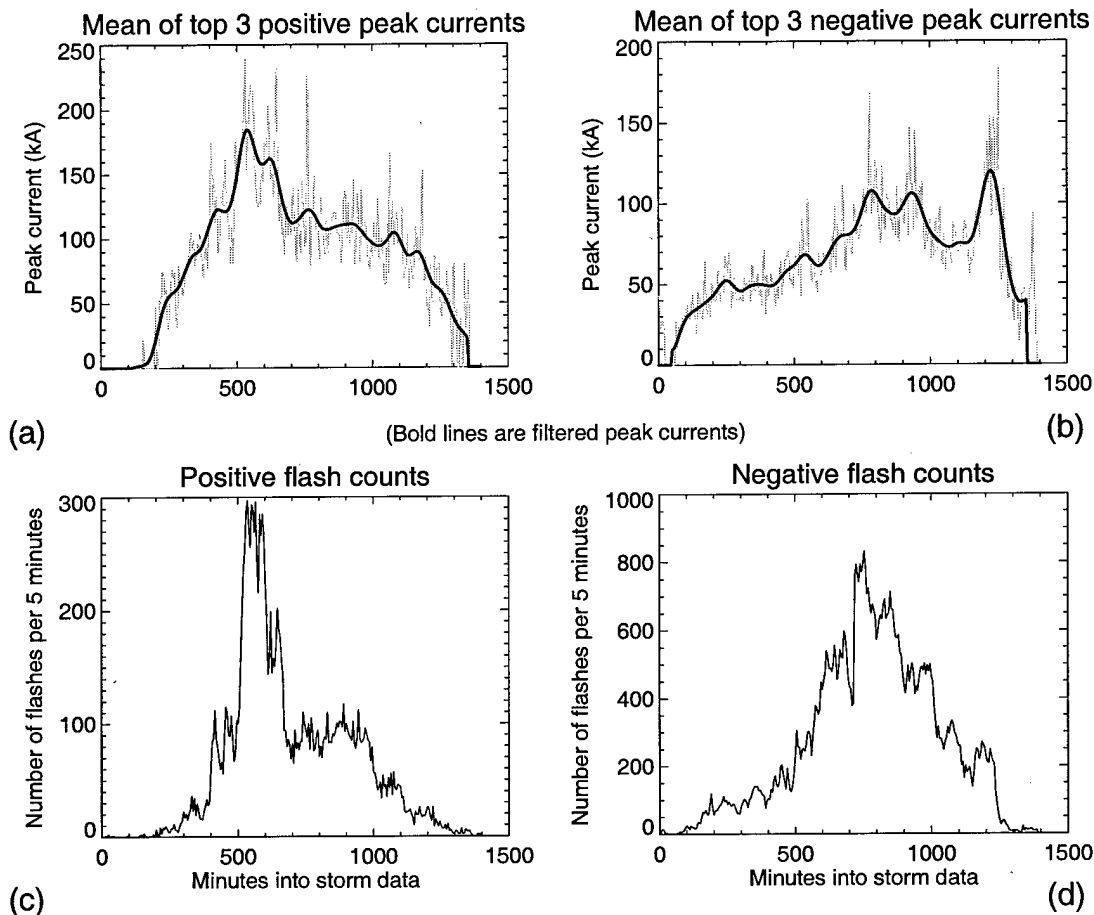 Mean of top 3 positive peak currents
Mean of top 3 negative peak currents
250
200
150
100
50
0
Peak current (kA)
0
500
1000
1500
200
150
100
50
0
Peak current (kA)
0
500
1000
1500
(a)
(Bold lines are filtered peak currents)
(b)
Positive flash counts
Negative flash counts
300
200
100
0
Number of flashes per 5 minutes
0
500
1000
1500
Minutes into storm data
1000
800
600
400
200
0
Number of flashes per 5 minutes
0
500
1000
1500
Minutes into storm data
(c)
(d)